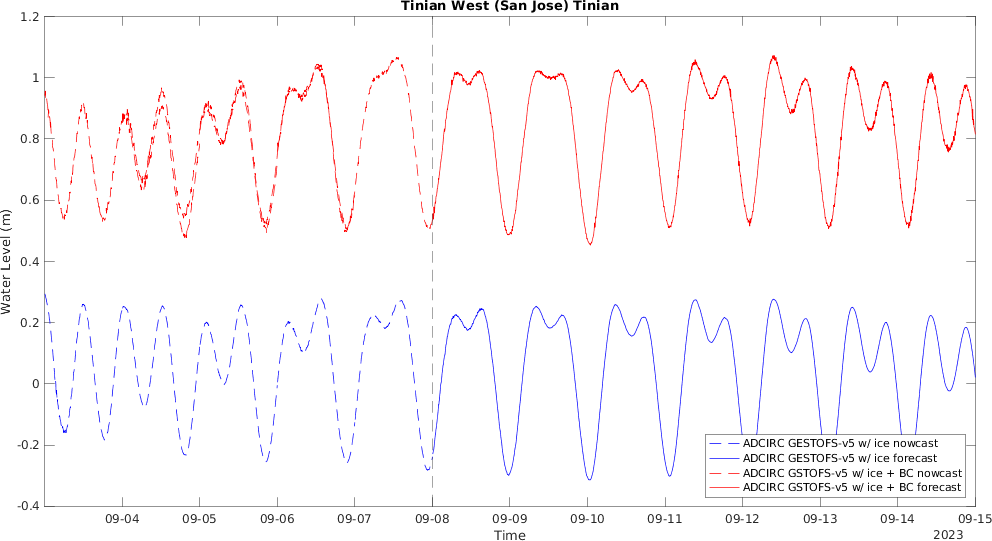 Tinian West (San Jose) Tinian
1.2
1
0.8
0.6
0.4
0.2
0
-0.2
-0.4
Water Level (m)
ADCIRC GESTOFS-v5 w/ ice nowcast
ADCIRC GESTOFS-v5 w/ ice forecast
ADCIRC GSTOFS-v5 w/ ice + BC nowcast
ADCIRC GSTOFS-v5 w/ ice + BC forecast
09-04 09-05 09-06 09-07 09-08 09-09 09-10 09-11 09-12 09-13 09-14 09-15
Time
2023